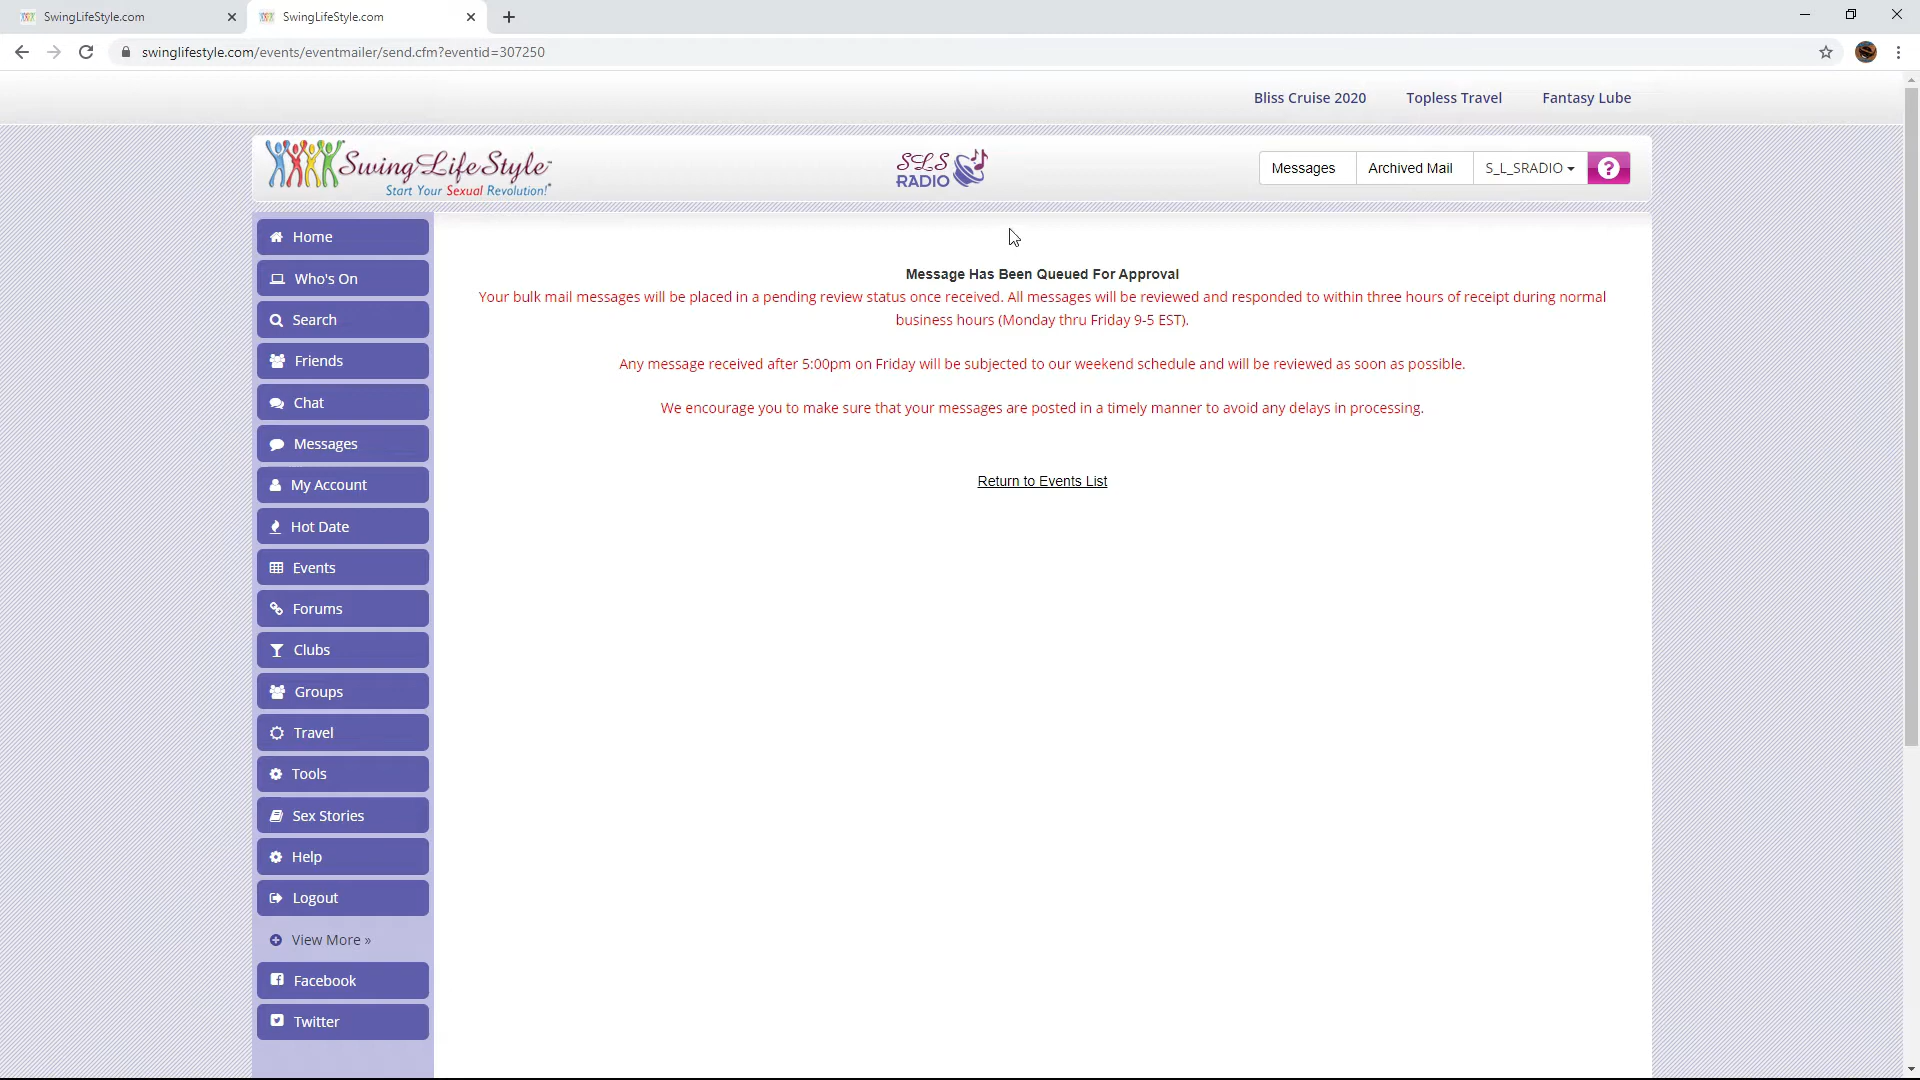 SwingLifeStyle.com
SwingLifeStyle.com
swinglifestyle.com/events/eventmailer/send.cfm?eventid=307250
Bliss Cruise 2020 Topless Travel Fantasy Lube
SwingLifeStyle
Start Your Sexual Revolution!
SLS
RADIO
Messages Archived Mail S_L_SRADIO ?
Home
Who's On
Search
Friends
Chat
Messages
My Account
Hot Date
Events
Forums
Clubs
Groups
Travel
Tools
Sex Stories
Help
Logout
View More »
Facebook
Twitter
Message Has Been Queued For Approval
Your bulk mail messages will be placed in a pending review status once received. All messages will be reviewed and responded to within three hours of receipt during normal
business hours (Monday thru Friday 9-5 EST).
Any message received after 5:00pm on Friday will be subjected to our weekend schedule and will be reviewed as soon as possible.
We encourage you to make sure that your messages are posted in a timely manner to avoid any delays in processing.
Return to Events List